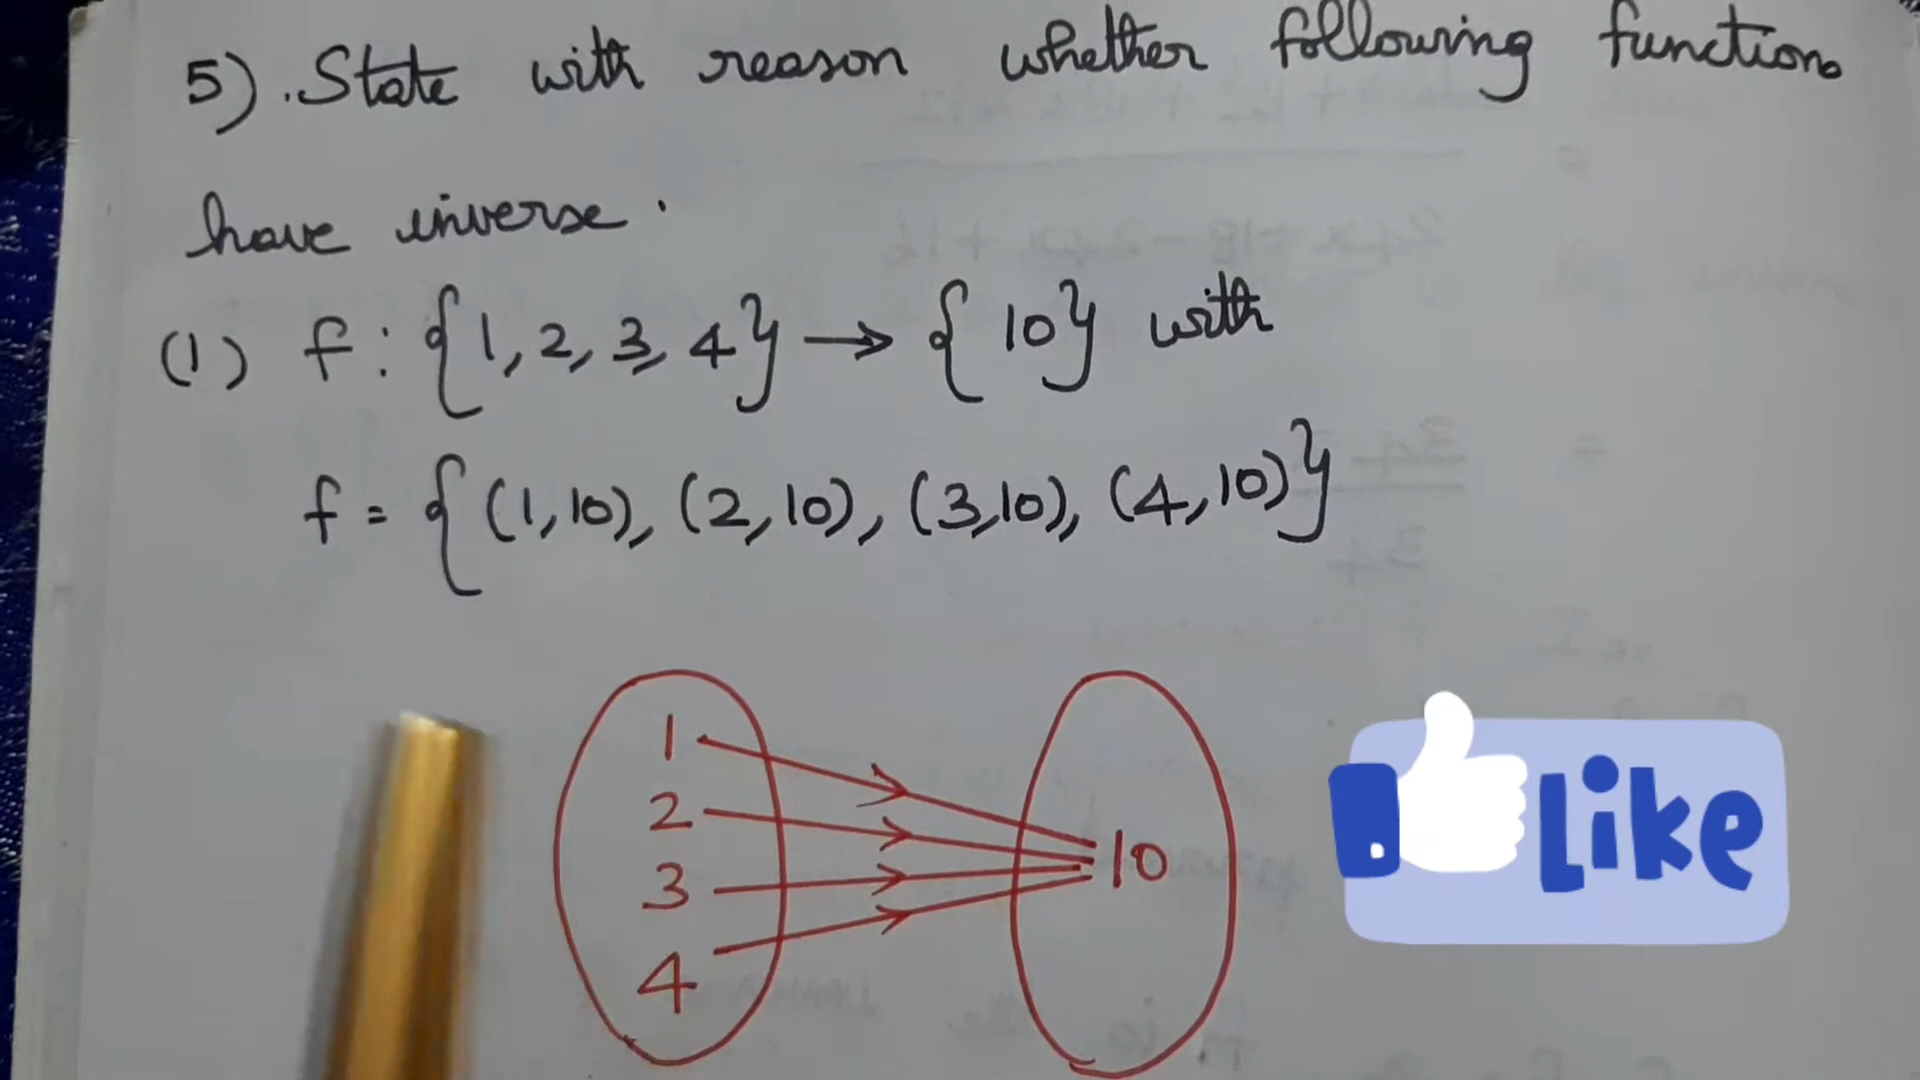 5). State with reason whether following function
have inverse.
(1) f: {1, 2, 3, 4} → {10} with
f = {(1,10), (2,10), (3,10), (4,10)}
1
2
3
4
10
Like